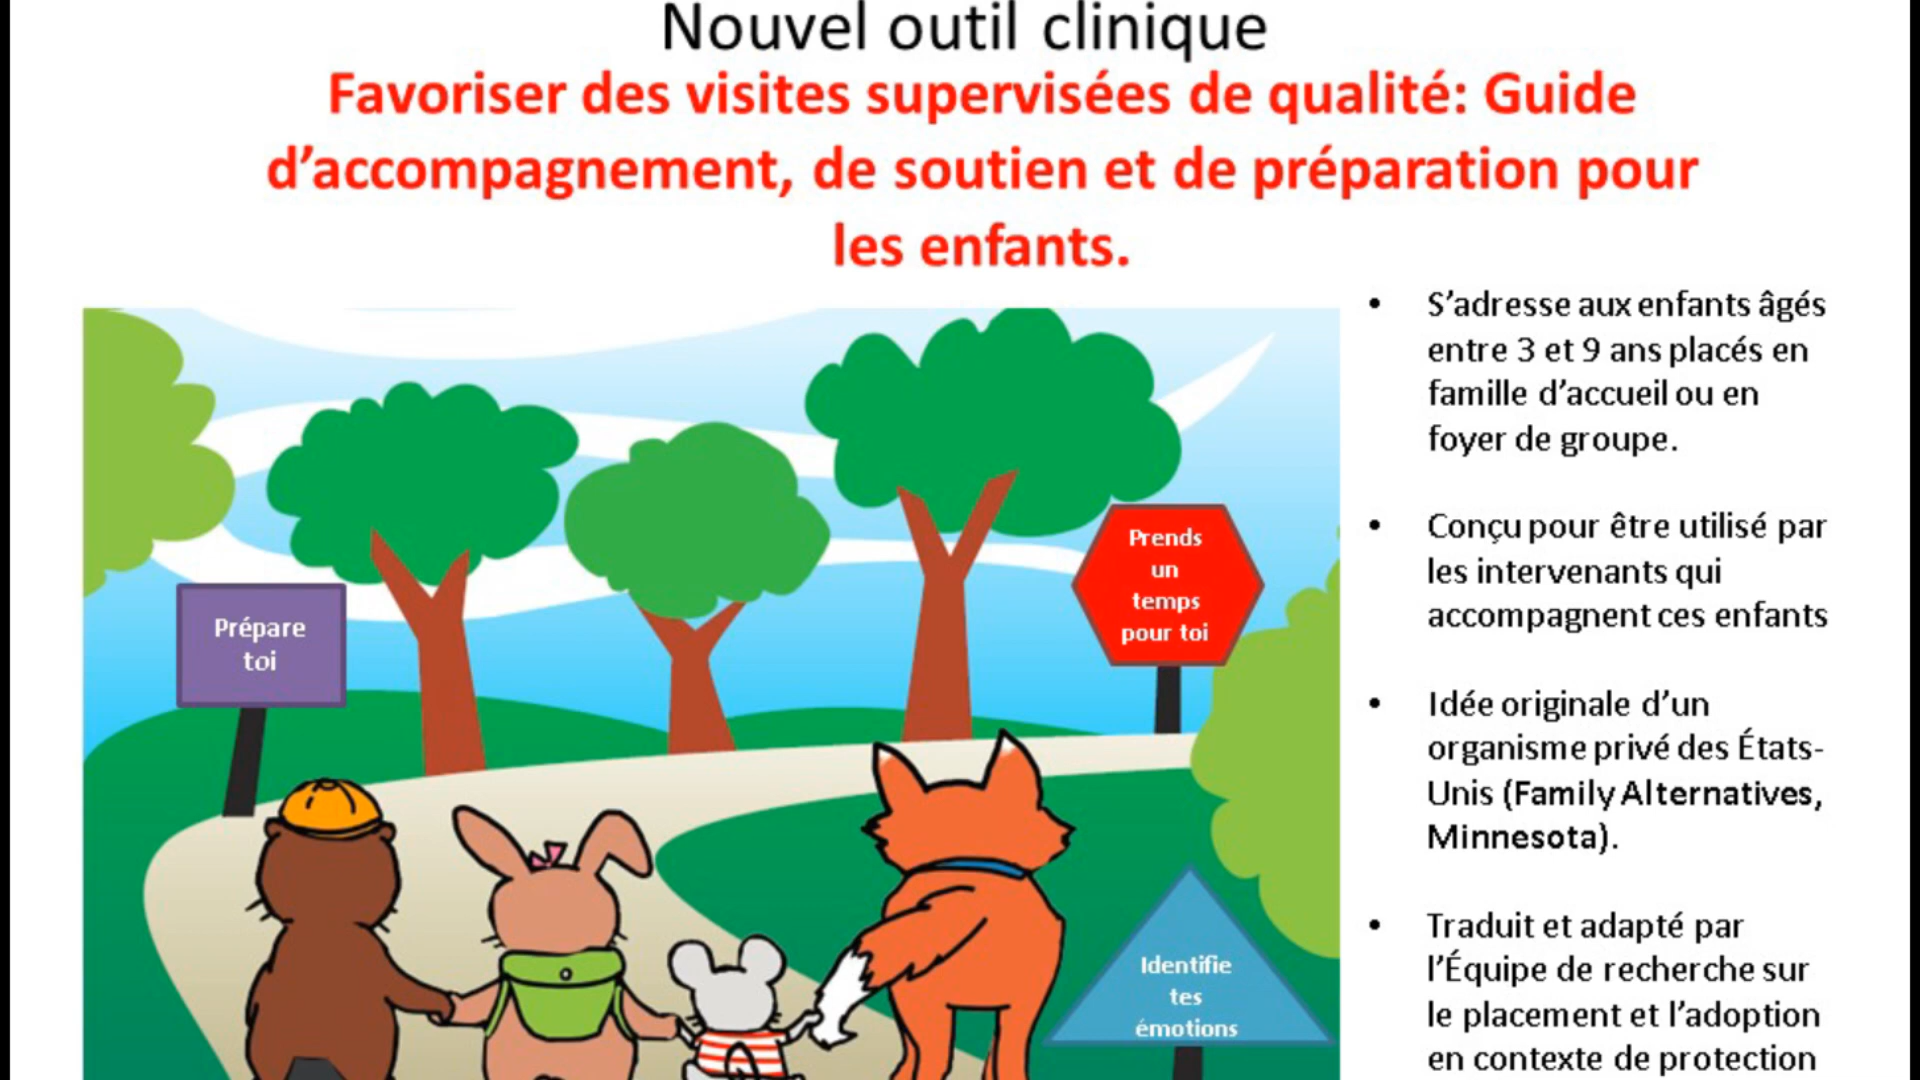 Nouvel outil clinique
Favoriser des visites supervisées de qualité: Guide
d’accompagnement, de soutien et de préparation pour
les enfants.
Prépare
toi
Prends
un
temps
pour toi
Identifie
tes
émotions
• S’adresse aux enfants âgés
entre 3 et 9 ans placés en
famille d’accueil ou en
foyer de groupe.
• Conçu pour être utilisé par
les intervenants qui
accompagnent ces enfants
• Idée originale d’un
organisme privé des États-
Unis (Family Alternatives,
Minnesota).
• Traduit et adapté par
l’Équipe de recherche sur
le placement et l’adoption
en contexte de protection